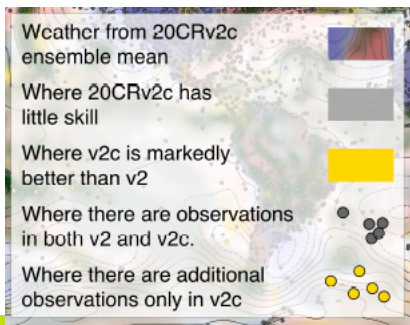 Weather from 20CRv2c
ensemble mean
Where 20CRv2c has
little skill
Where v2c is markedly
better than v2
Where there are observations
in both v2 and v2c.
Where there are additional
observations only in v2c